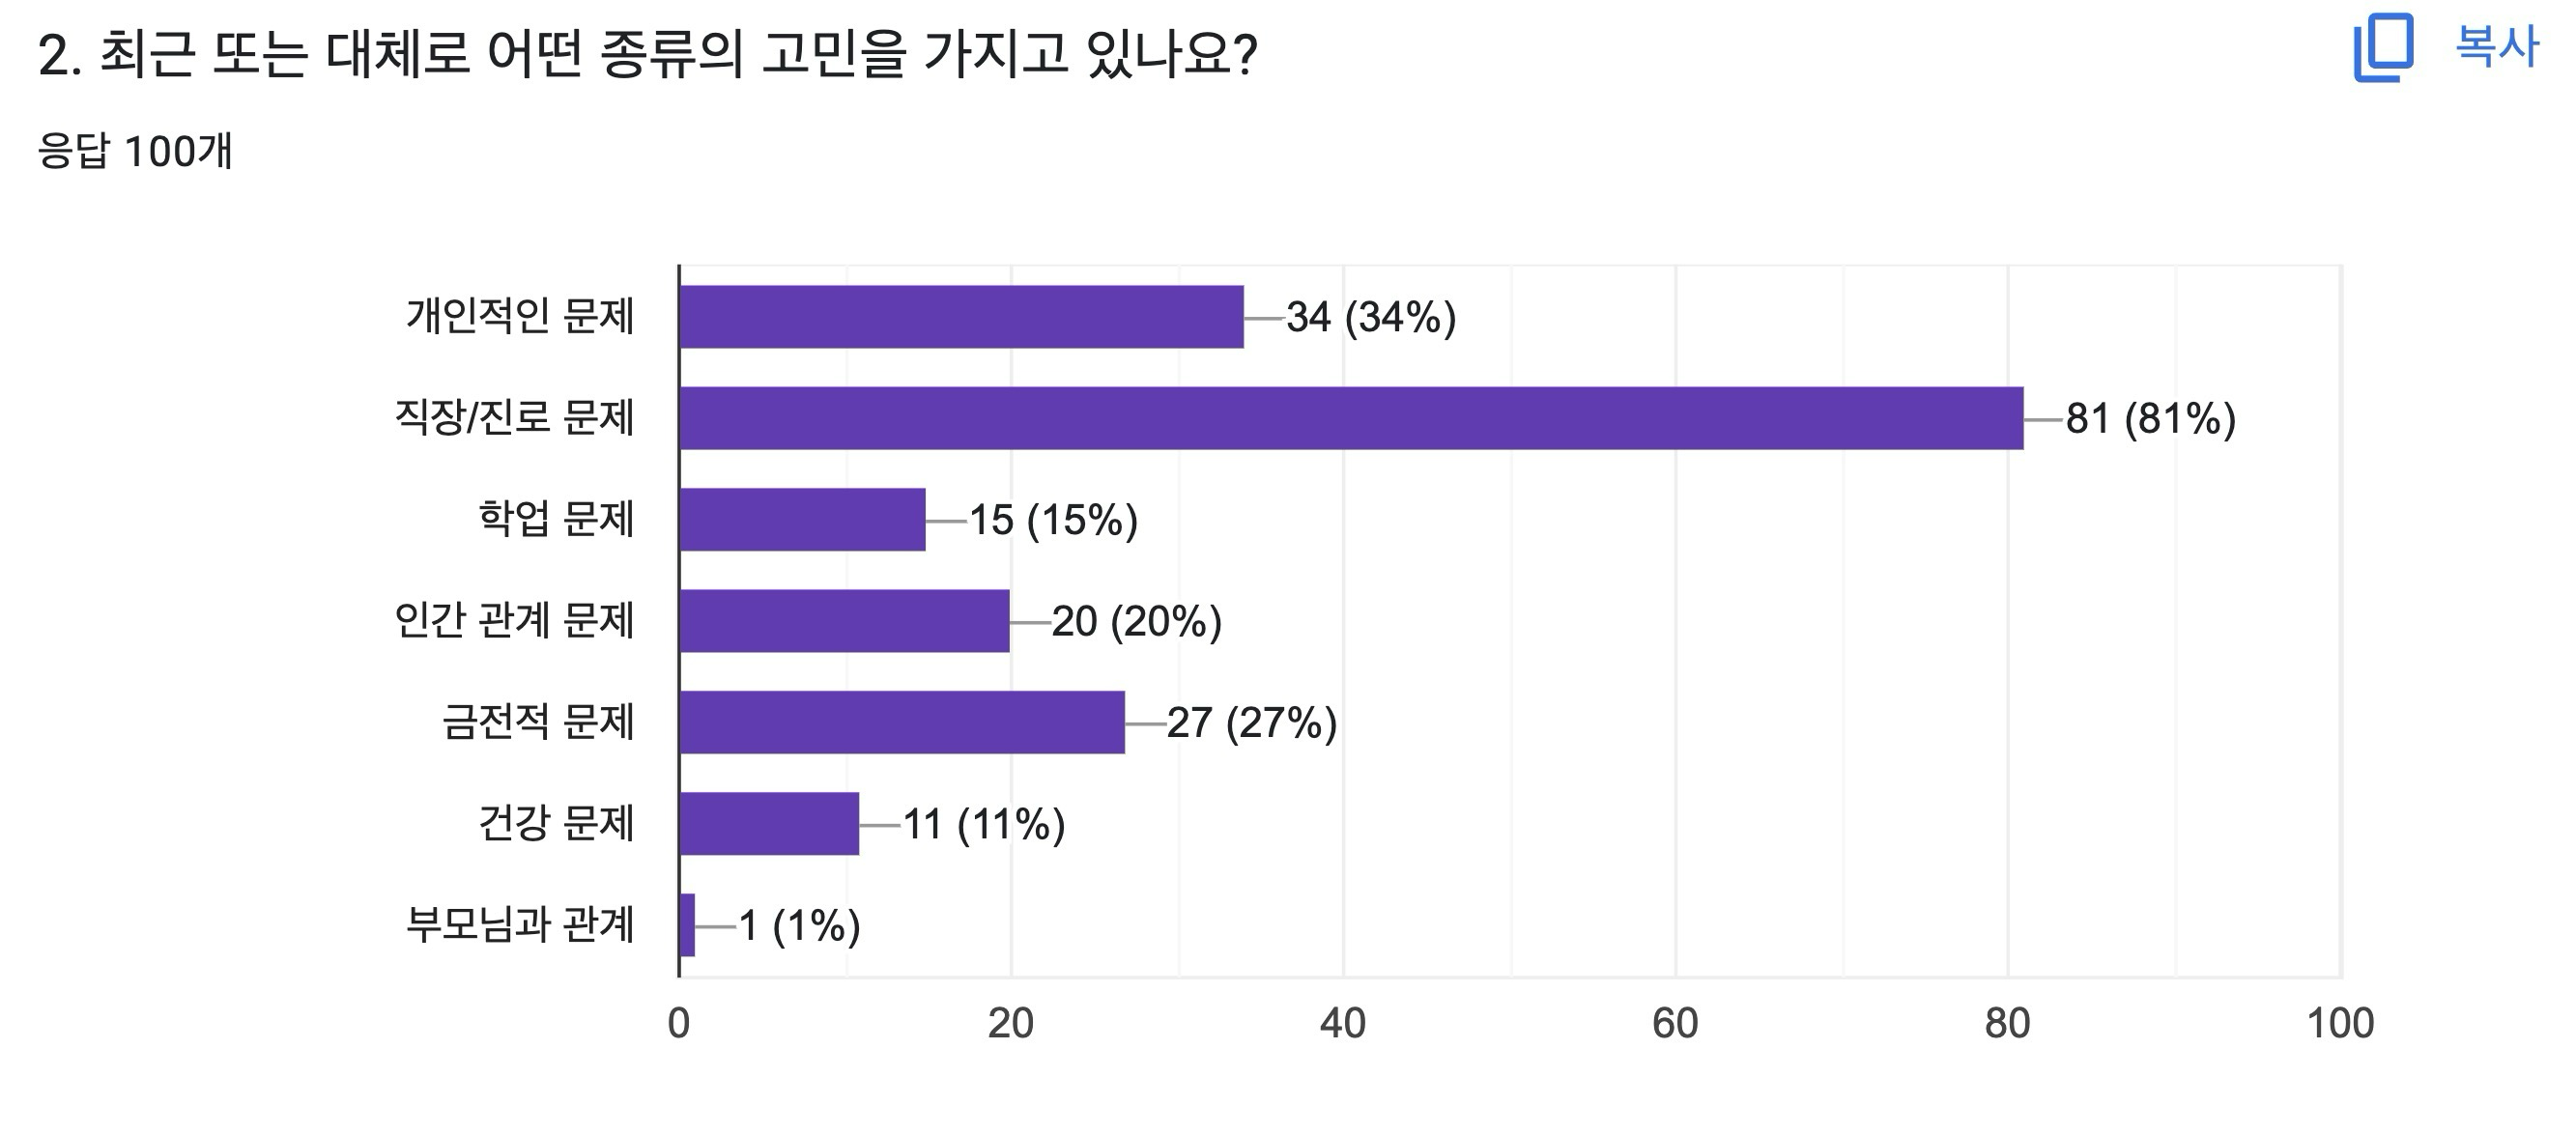 2. 최근 또는 대체로 어떤 종류의 고민을 가지고 있나요?
복사
응답 100개
개인적인 문제 34 (34%)
직장/진로 문제 81 (81%)
학업 문제 15 (15%)
인간 관계 문제 20 (20%)
금전적 문제 27 (27%)
건강 문제 11 (11%)
부모님과 관계 1 (1%)
0 20 40 60 80 100